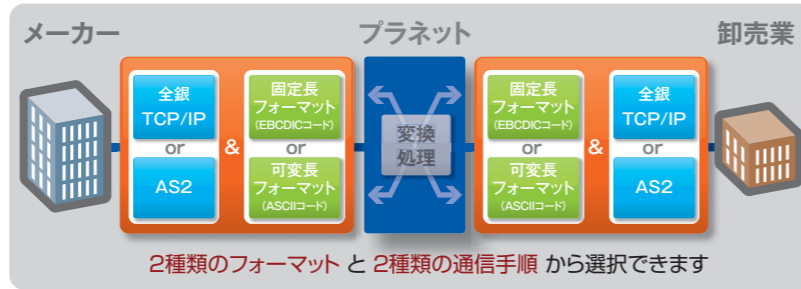 メーカー
プラネット
卸売業
全銀
TCP/IP
or
AS2
&
固定長
フォーマット
(EBCDICコード)
or
可変長
フォーマット
(ASCIIコード)
変換
処理
固定長
フォーマット
(EBCDICコード)
or
可変長
フォーマット
(ASCIIコード)
&
全銀
TCP/IP
or
AS2
2種類のフォーマット と 2種類の通信手順 から選択できます